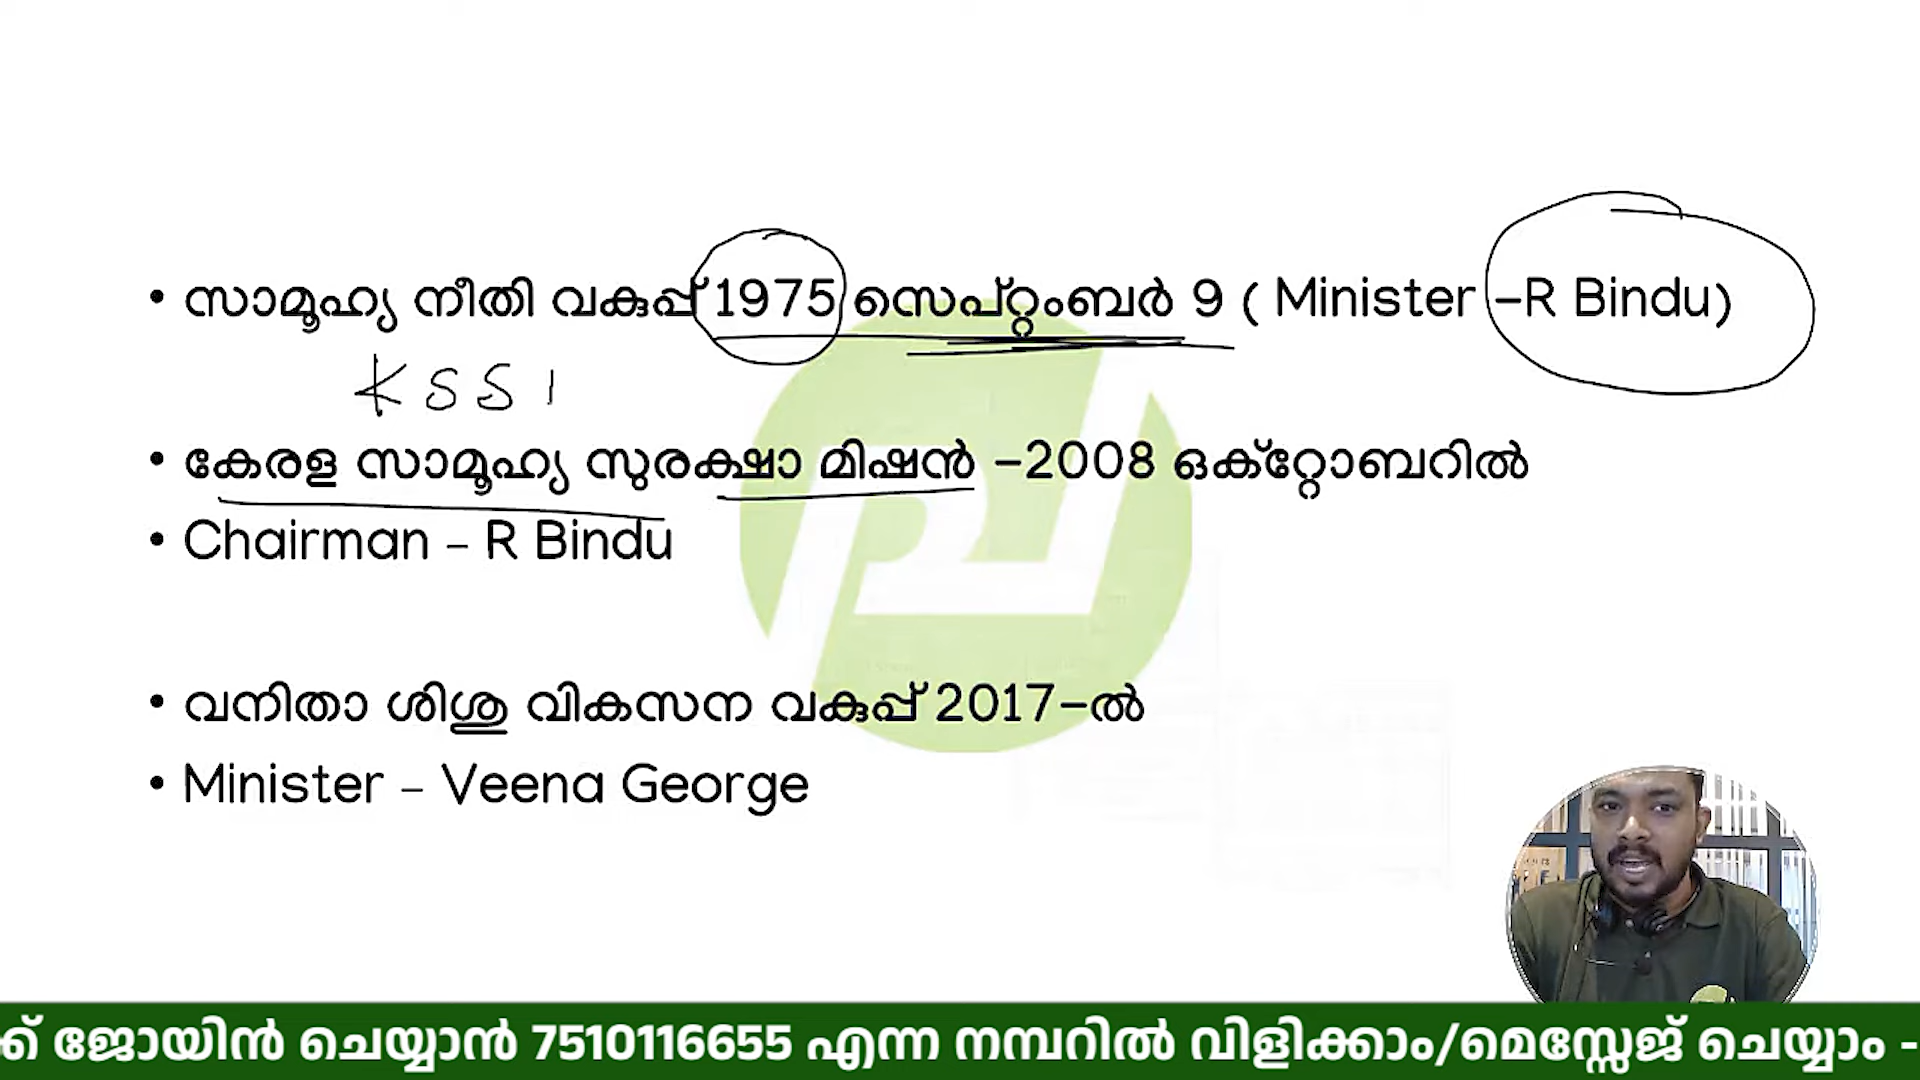 • സാമൂഹ്യ നീതി വകുപ്പ് 1975 സെപ്റ്റംബർ 9 ( Minister -R Bindu)
K S S I
• കേരള സാമൂഹ്യ സുരക്ഷാ മിഷൻ -2008 ഒക്റ്റോബറിൽ
• Chairman – R Bindu
• വനിതാ ശിശു വികസന വകുപ്പ് 2017-ൽ
• Minister – Veena George
ക്ക് ജോയിൻ ചെയ്യാൻ 7510116655 എന്ന നമ്പറിൽ വിളിക്കാം/മെസ്സേജ് ചെയ്യാം -